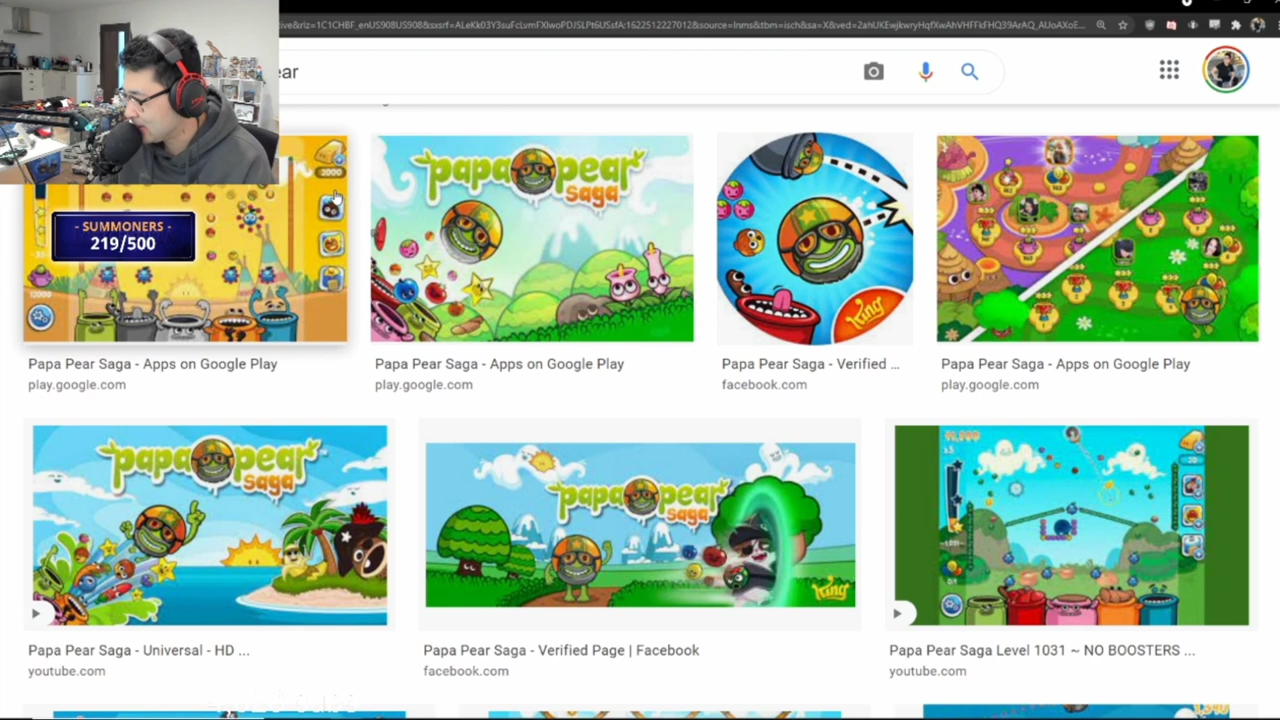 ear
- SUMMONERS -
219/500
2000
papa pear
saga
king
Papa Pear Saga - Apps on Google Play
play.google.com
Papa Pear Saga - Apps on Google Play
play.google.com
Papa Pear Saga - Verified ...
facebook.com
Papa Pear Saga - Apps on Google Play
play.google.com
papa pear
saga
papa pear
saga
king
Papa Pear Saga - Universal - HD ...
youtube.com
Papa Pear Saga - Verified Page | Facebook
facebook.com
Papa Pear Saga Level 1031 ~ NO BOOSTERS ...
youtube.com